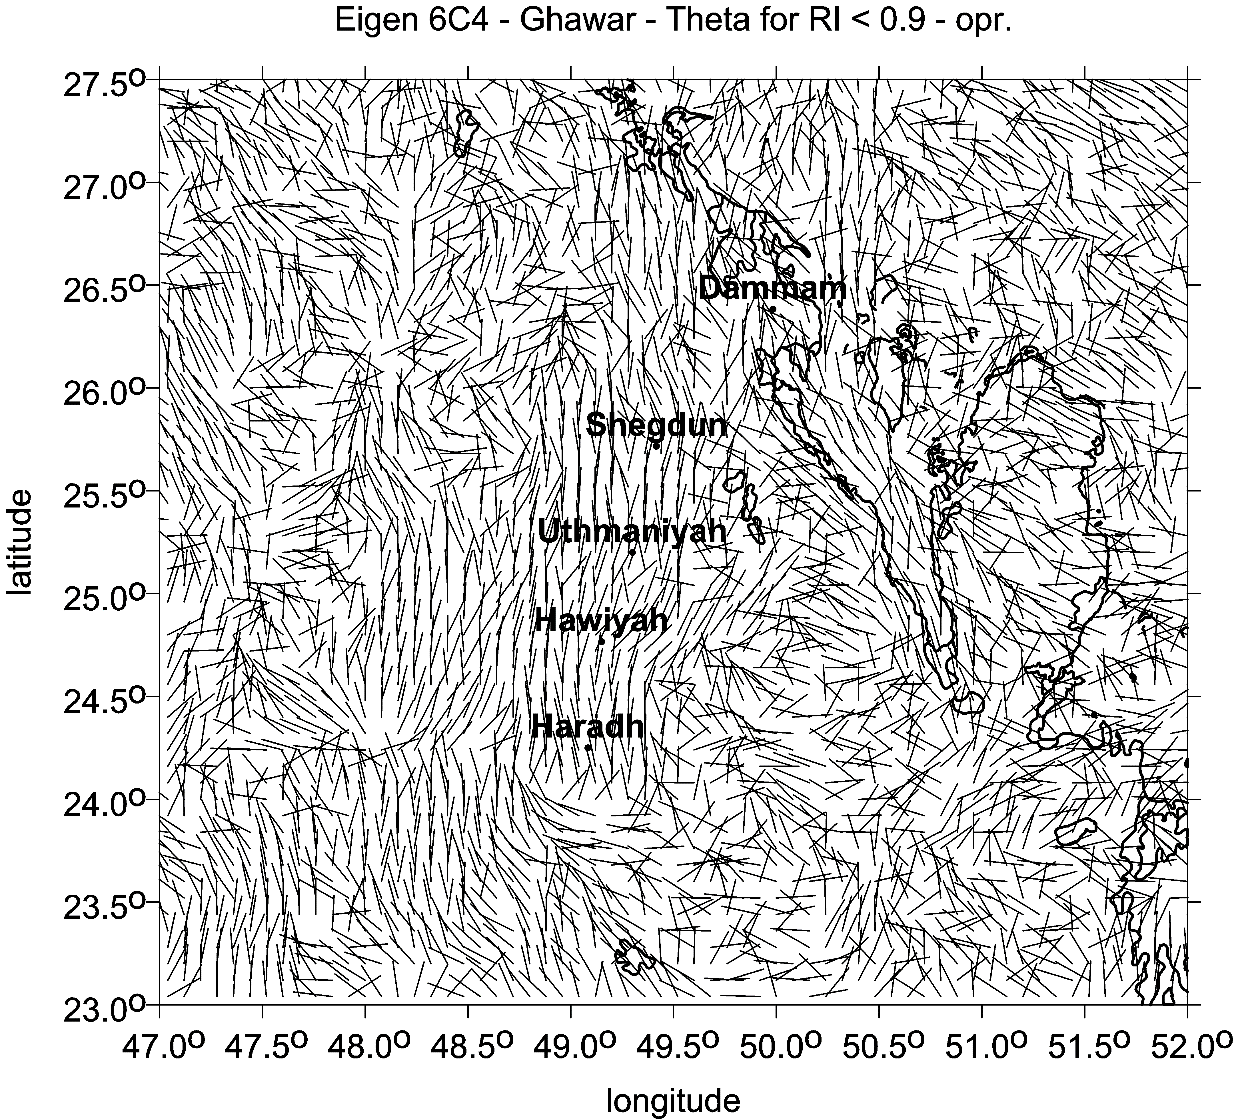 Eigen 6C4 - Ghawar - Theta for RI < 0.9 - opr.
27.5º
27.0º
26.5º
Dammam
26.0º
Shegdun
25.5º
Uthmaniyah
latitude
25.0º
Hawiyah
24.5º
Haradh
24.0º
23.5º
23.0º
47.0º 47.5º 48.0º 48.5º 49.0º 49.5º 50.0º 50.5º 51.0º 51.5º 52.0º
longitude